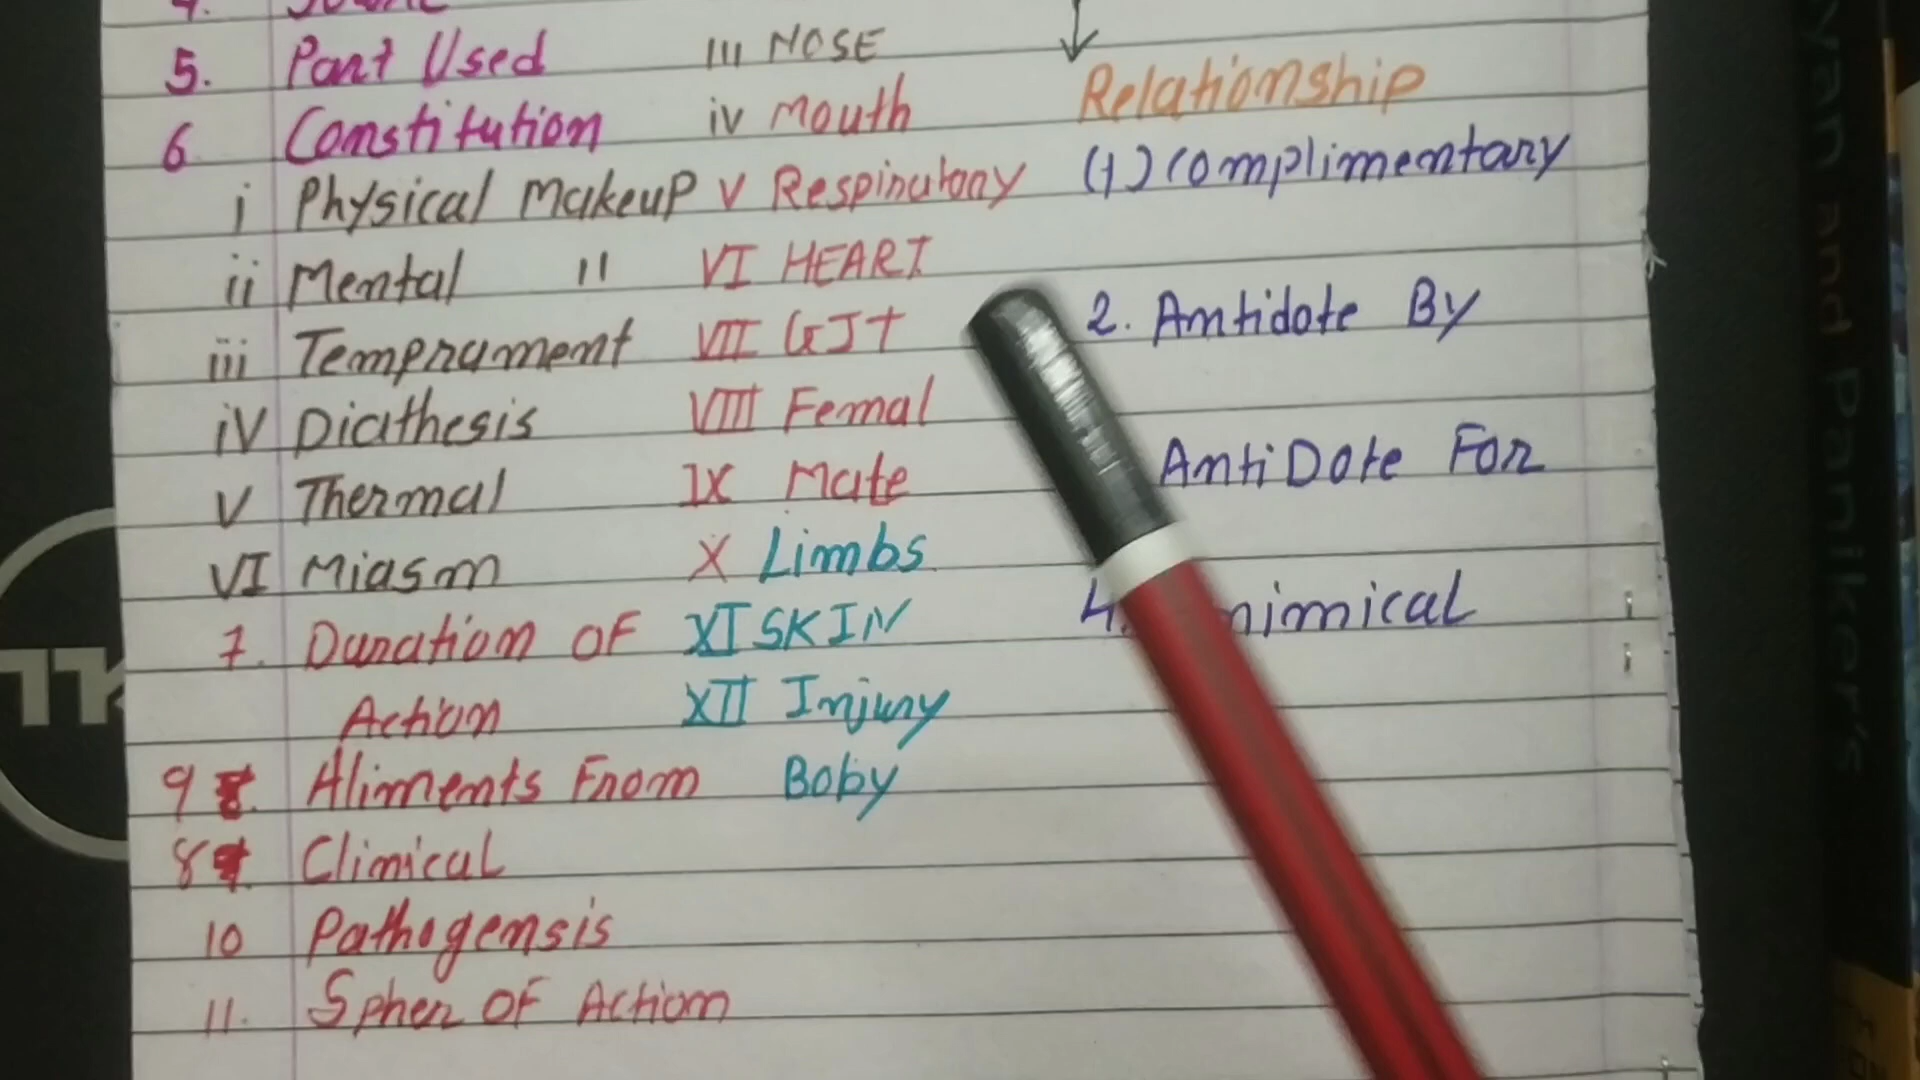 5. Part Used
6 Constitution
i Physical Makeup
ii Mental "
iii Temprament
iv Diathesis
V Thermal
VI Miasm
7. Duration OF
Action
9 Aliments From
8 Clinical
10 Pathogensis
11. Spher OF Action
III NOSE
iv Mouth
V Respiratory
VI HEART
VII GIT
VIII Femal
IX Mate
X Limbs
XI SKIN
XII Injury
Boby
Relationship
(1) Complimentary
2. Antidote By
AntiDote For
4.